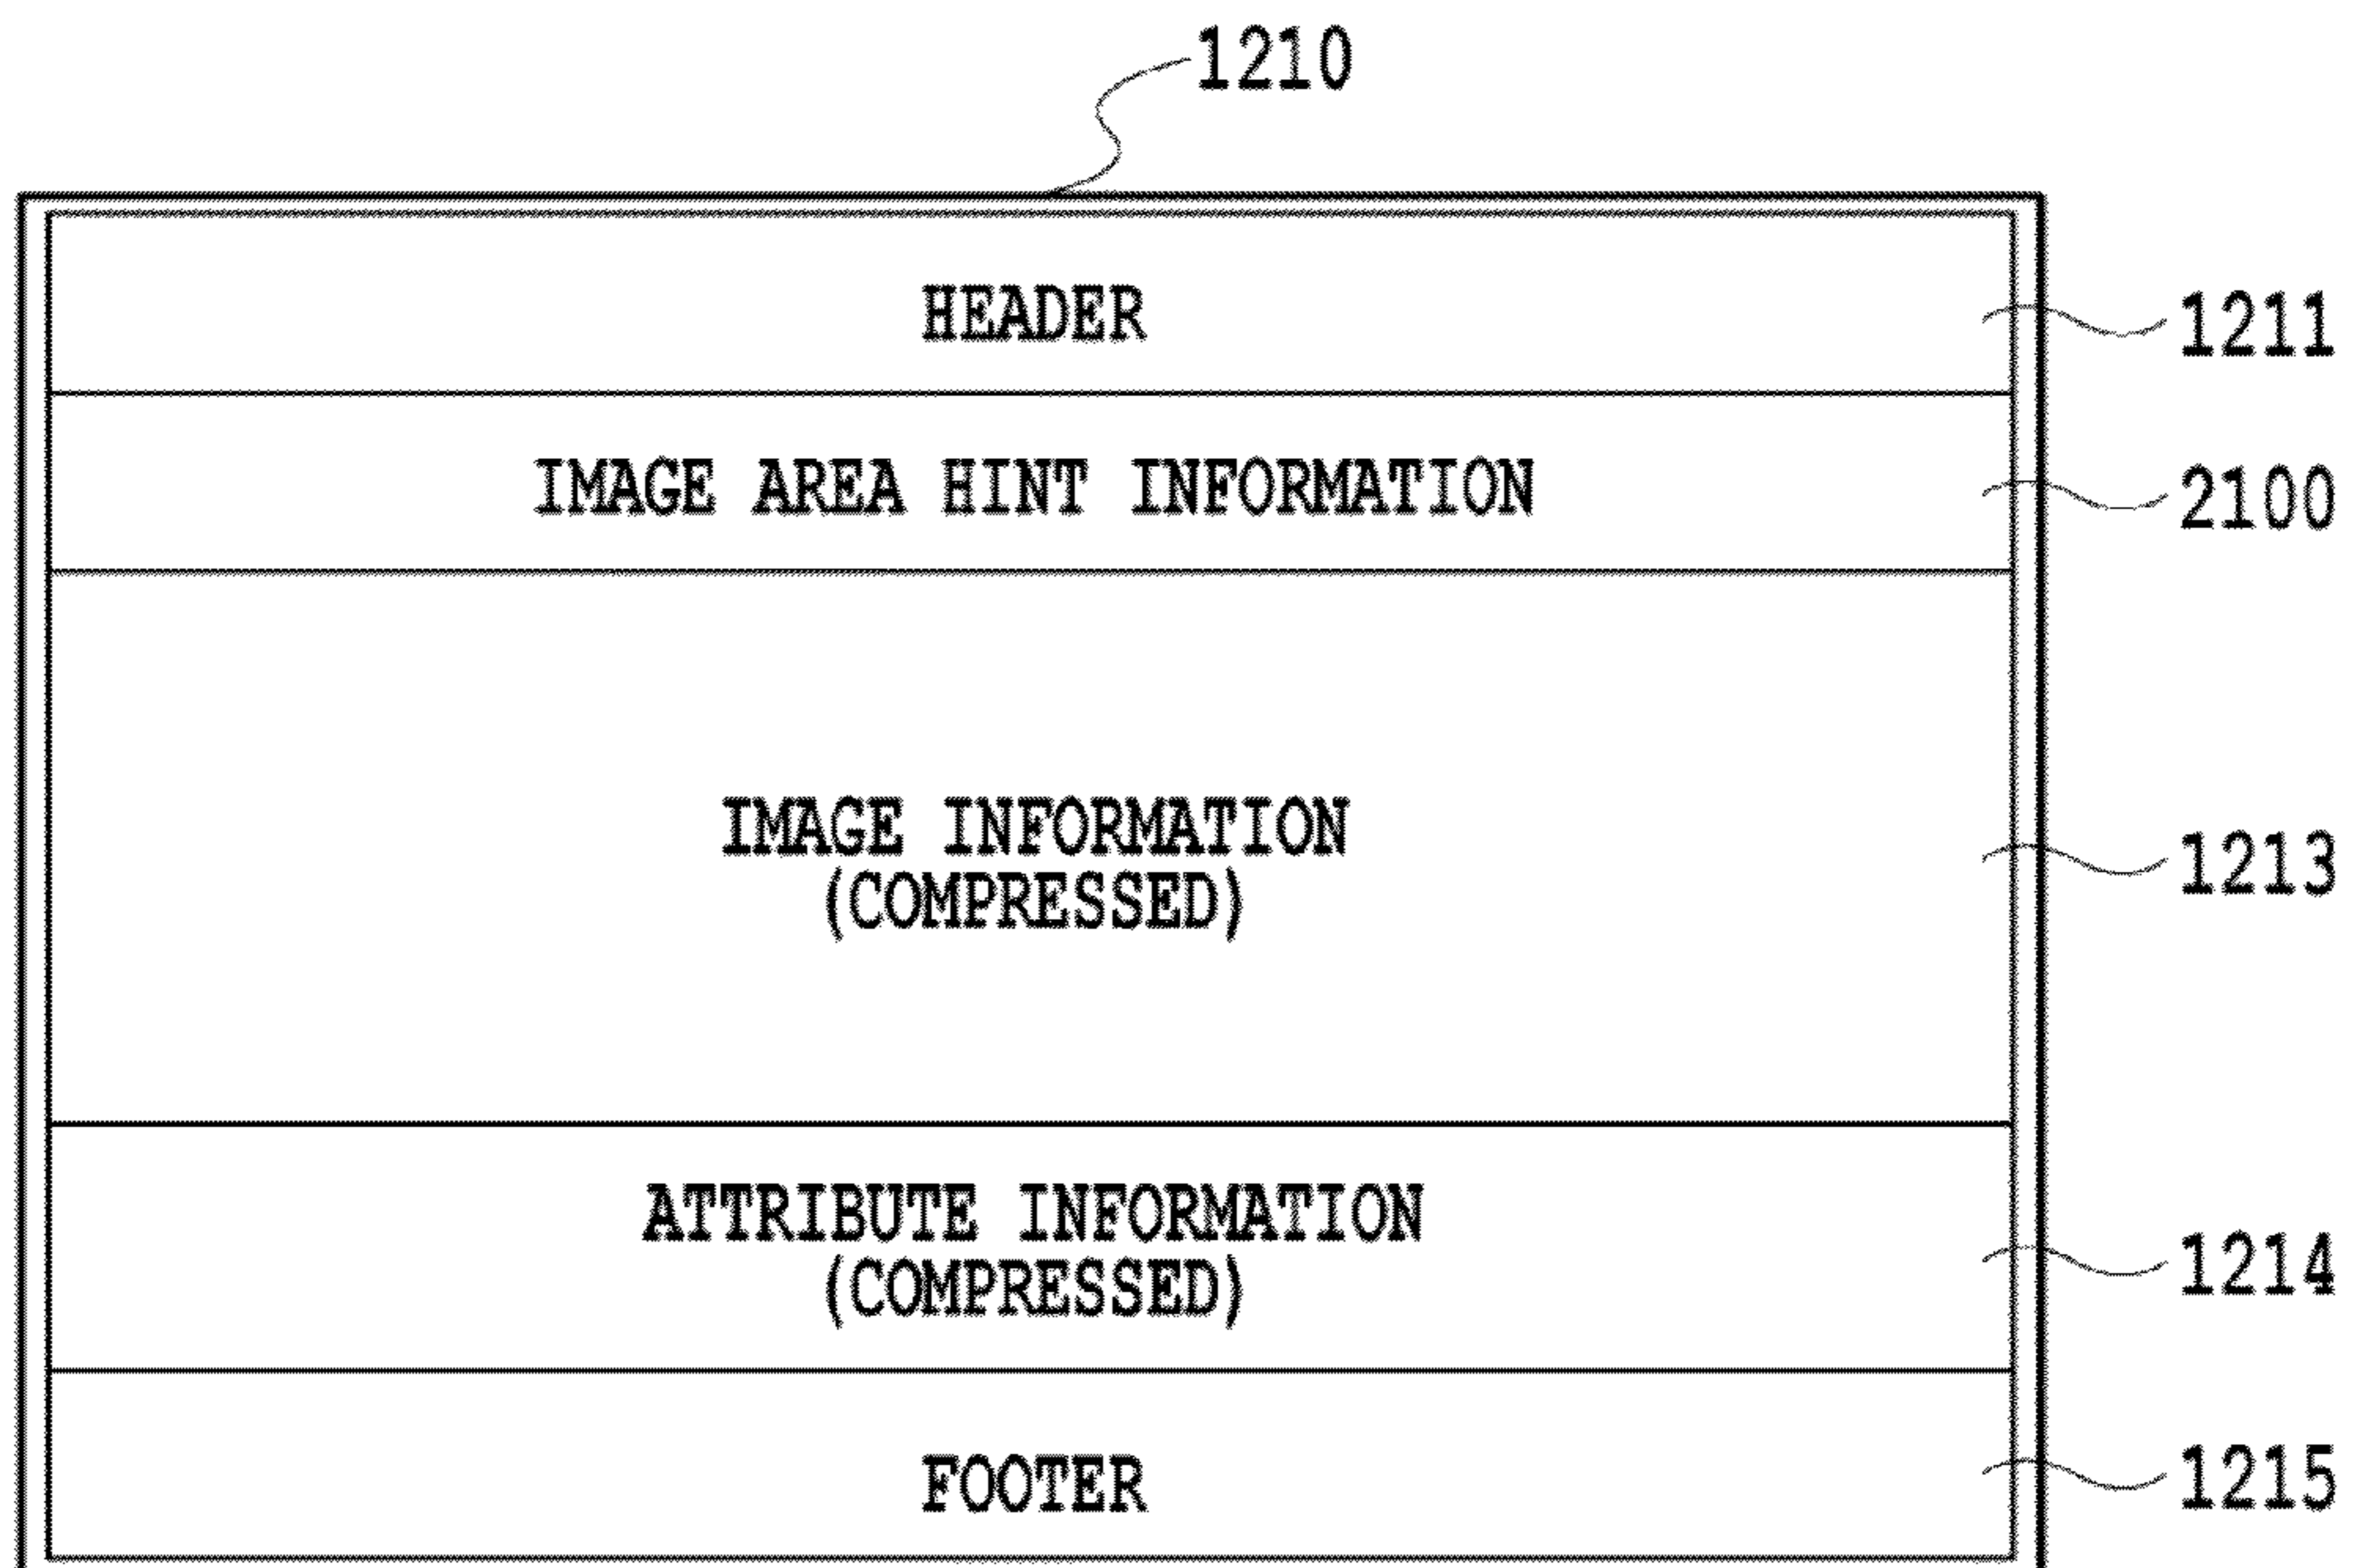 1210
HEADER
1211
IMAGE AREA HINT INFORMATION
2100
IMAGE INFORMATION
(COMPRESSED)
1213
ATTRIBUTE INFORMATION
(COMPRESSED)
1214
FOOTER
1215